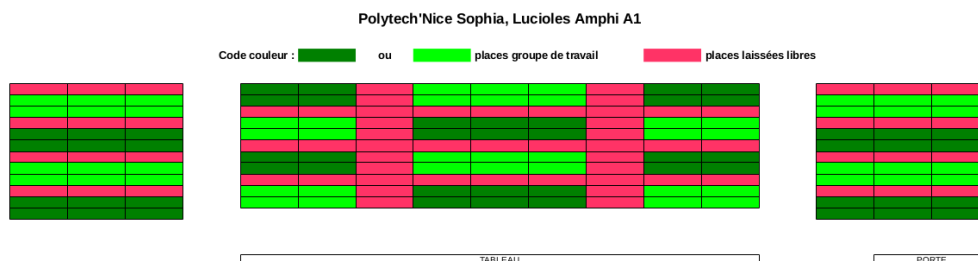 Polytech'Nice Sophia, Lucioles Amphi A1
Code couleur : ou places groupe de travail places laissées libres
TABLEAU PORTE